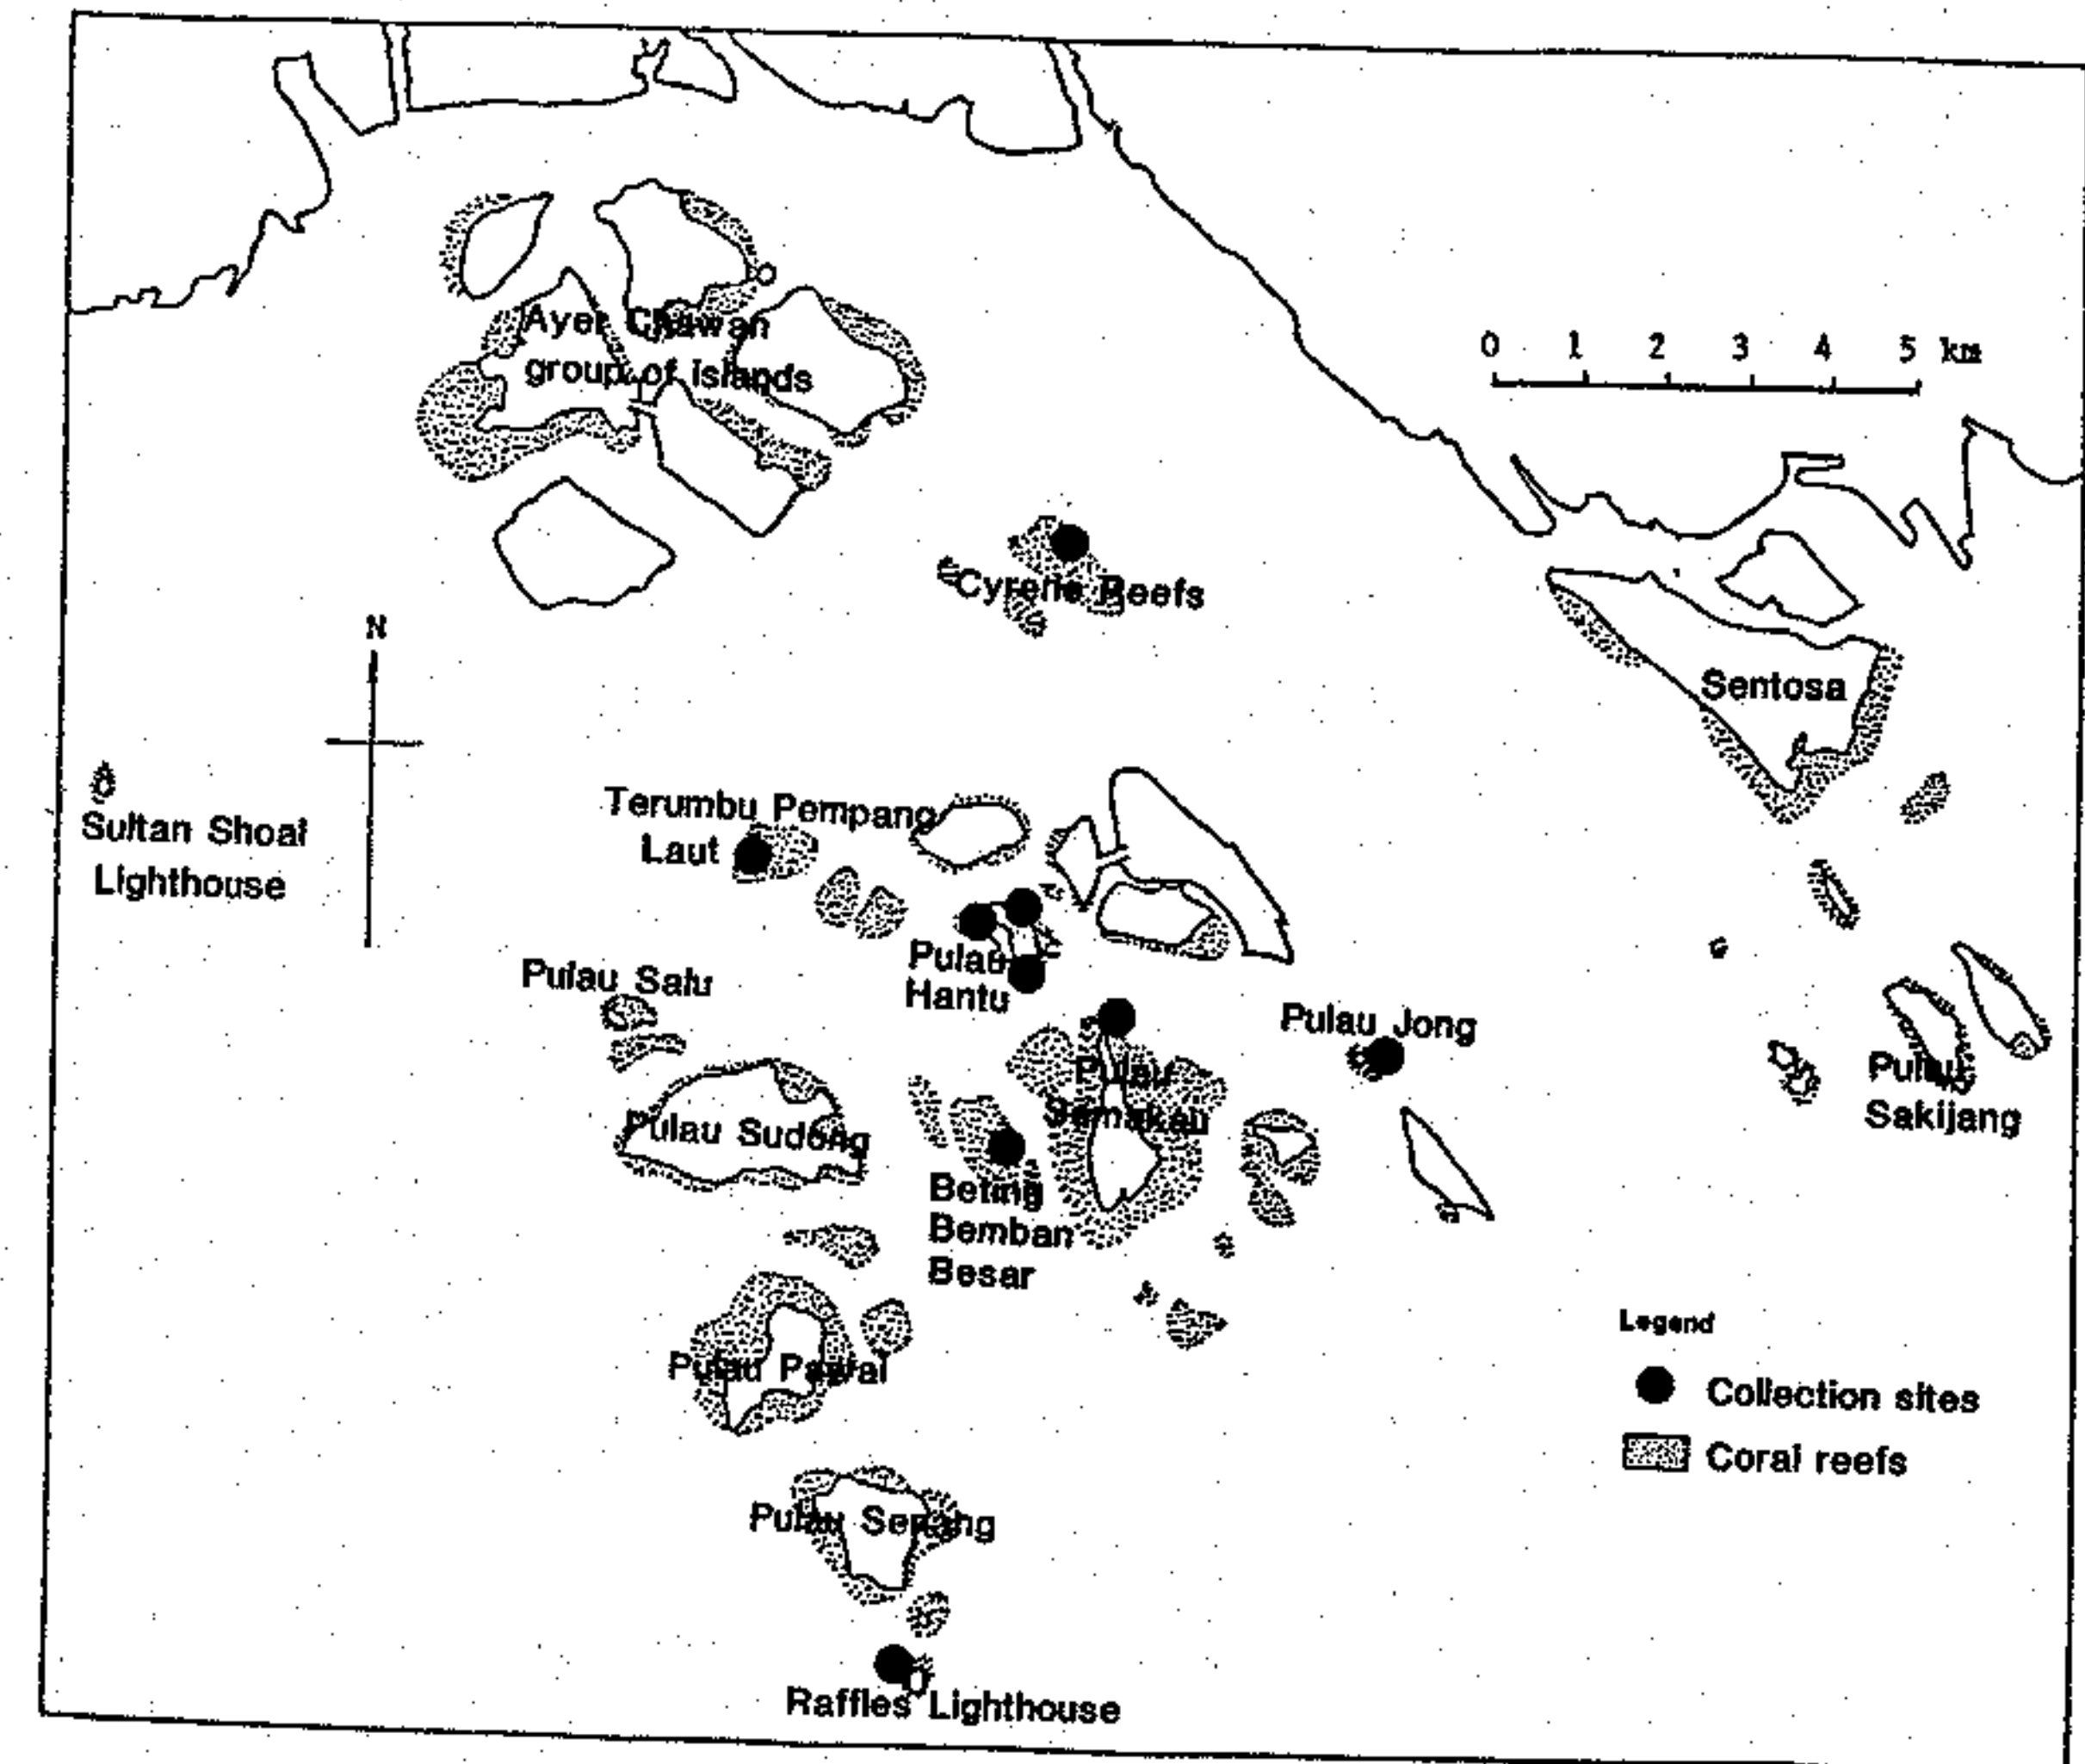 Ayer Chawan
group of islands
0 1 2 3 4 5 km
Cyrene Reefs
N
Sentosa
Sultan Shoal
Lighthouse
Terumbu Pempang
Laut
Pulau
Hantu
Pulau Salu
Pulau Jong
Pulau
Semakau
Pulau
Sakijang
Pulau Sudong
Beting
Bemban
Besar
Pulau Pawai
Legend
Collection sites
Coral reefs
Pulau Senang
Raffles Lighthouse